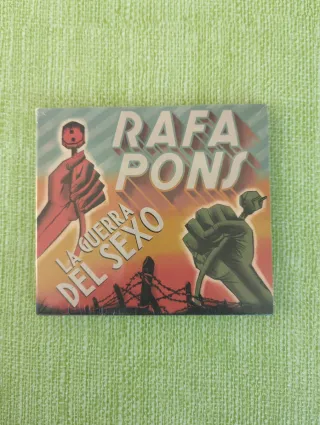 RAFA
PONS
LA GUERRA
DEL SEXO